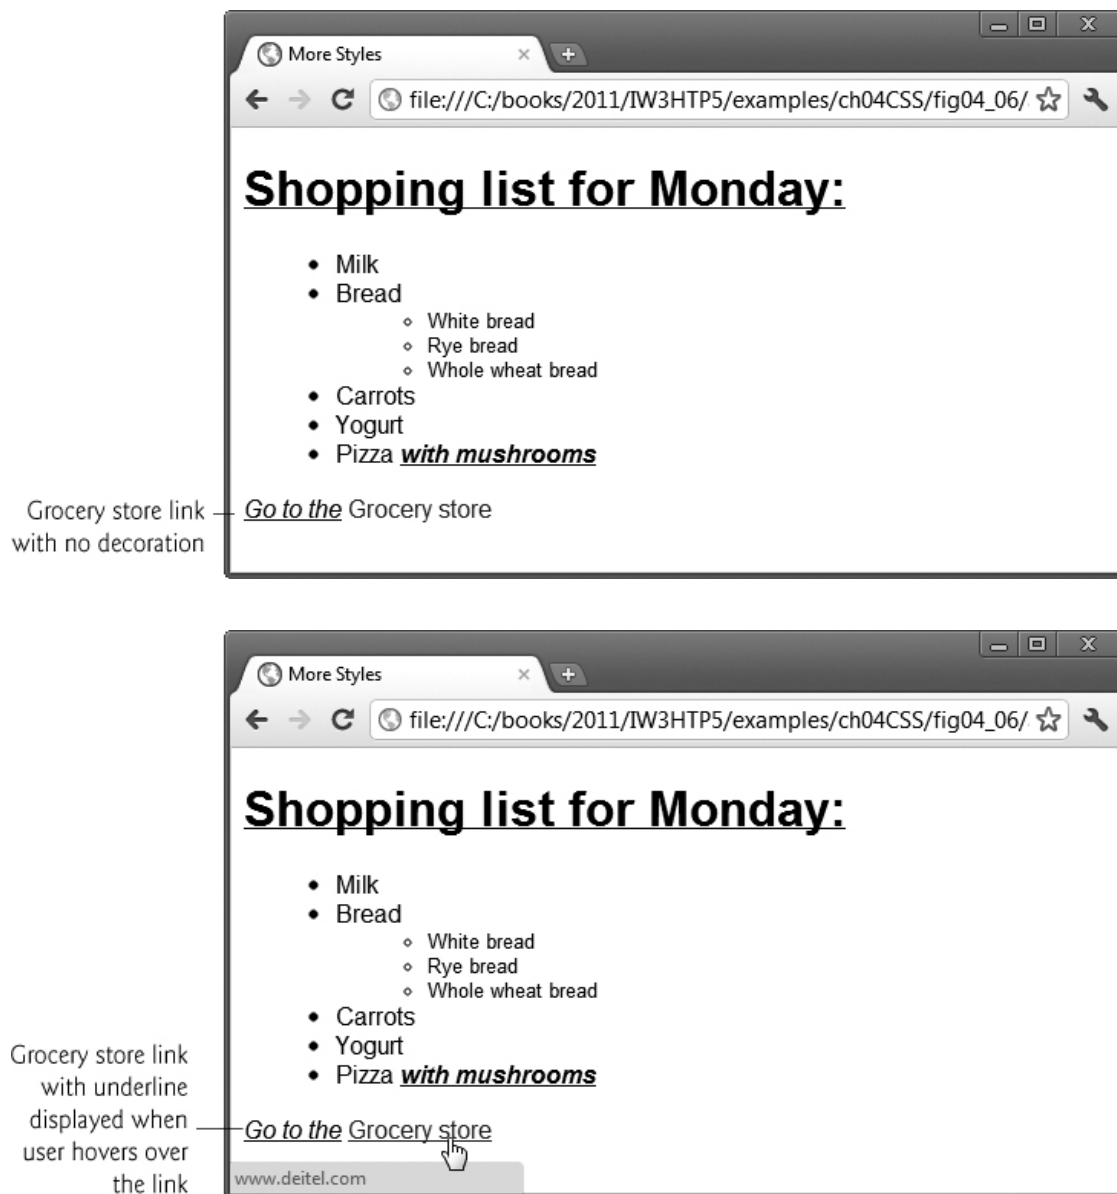 More Styles
file:///C:/books/2011/IW3HTP5/examples/ch04CSS/fig04_06/
Shopping list for Monday:
Milk
Bread
White bread
Rye bread
Whole wheat bread
Carrots
Yogurt
Pizza with mushrooms
Grocery store link
with no decoration
Go to the Grocery store
More Styles
file:///C:/books/2011/IW3HTP5/examples/ch04CSS/fig04_06/
Shopping list for Monday:
Milk
Bread
White bread
Rye bread
Whole wheat bread
Carrots
Yogurt
Pizza with mushrooms
Grocery store link
with underline
displayed when
user hovers over
the link
Go to the Grocery store
www.deitel.com